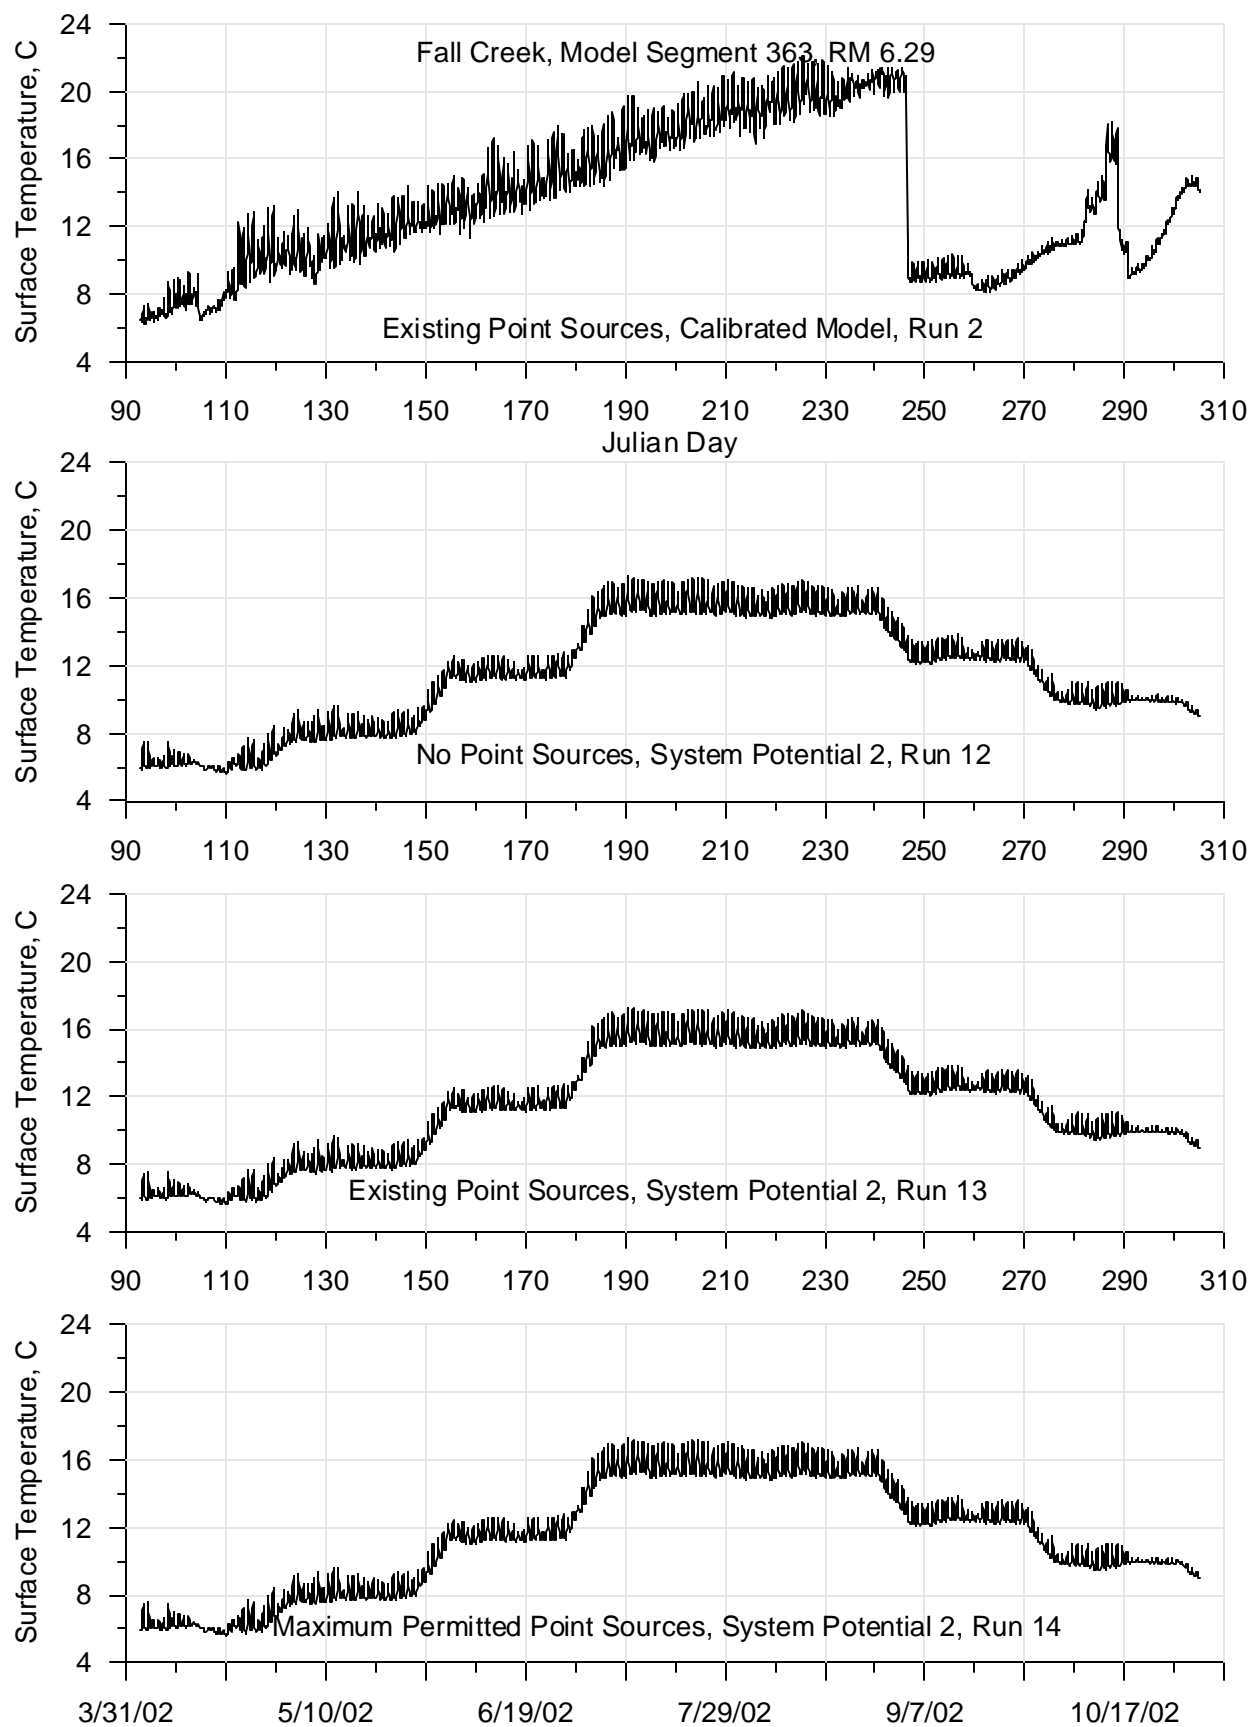 24
Fall Creek, Model Segment 363, RM 6.29
20
16
12
8
Existing Point Sources, Calibrated Model, Run 2
4
Surface Temperature, C
90 110 130 150 170 190 210 230 250 270 290 310
Julian Day
24
20
16
12
8
No Point Sources, System Potential 2, Run 12
4
Surface Temperature, C
90 110 130 150 170 190 210 230 250 270 290 310
24
20
16
12
8
Existing Point Sources, System Potential 2, Run 13
4
Surface Temperature, C
90 110 130 150 170 190 210 230 250 270 290 310
24
20
16
12
8
Maximum Permitted Point Sources, System Potential 2, Run 14
4
Surface Temperature, C
3/31/02 5/10/02 6/19/02 7/29/02 9/7/02 10/17/02